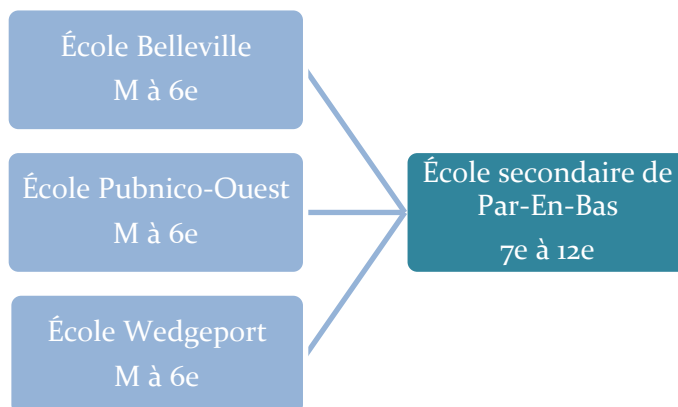 École Belleville
M à 6e
École Pubnico-Ouest
M à 6e
École Wedgeport
M à 6e
École secondaire de
Par-En-Bas
7e à 12e